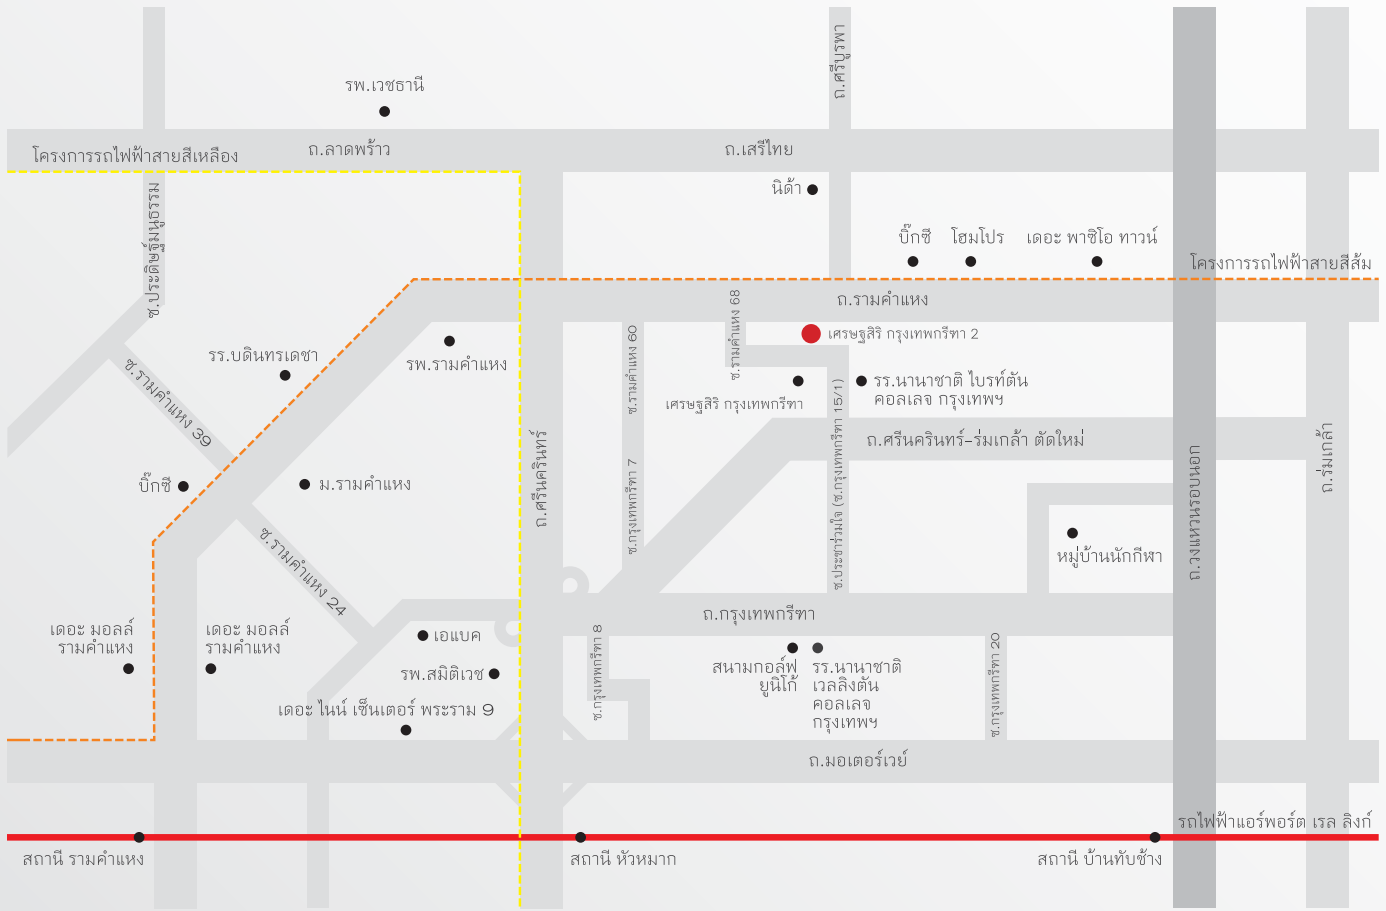 ถ.ศรีบูรพา
รพ.เวชธานี
โครงการรถไฟฟ้าสายสีเหลือง
ถ.ลาดพร้าว
ถ.เสรีไทย
ซ.ประดิษฐ์มนูธรรม
นิด้า
บิ๊กซี
โฮมโปร
เดอะ พาซิโอ ทาวน์
โครงการรถไฟฟ้าสายสีส้ม
ถ.รามคำแหง
ซ.รามคำแหง 68
เศรษฐสิริ กรุงเทพกรีฑา 2
ซ.รามคำแหง 60
รร.บดินทรเดชา
รพ.รามคำแหง
ซ.รามคำแหง 39
เศรษฐสิริ กรุงเทพกรีฑา
รร.นานาชาติ ไบรท์ตัน
คอลเลจ กรุงเทพฯ
ซ.ประชาร่วมใจ (ซ.กรุงเทพกรีฑา 15/1)
ถ.ศรีนครินทร์-ร่มเกล้า ตัดใหม่
ถ.ร่มเกล้า
ถ.ศรีนครินทร์
ซ.กรุงเทพกรีฑา 7
ถ.วงแหวนรอบนอก
บิ๊กซี
ม.รามคำแหง
ซ.รามคำแหง 24
หมู่บ้านนักกีฬา
ถ.กรุงเทพกรีฑา
เดอะ มอลล์
รามคำแหง
เดอะ มอลล์
รามคำแหง
เอแบค
รพ.สมิติเวช
เดอะ ไนน์ เซ็นเตอร์ พระราม 9
ซ.กรุงเทพกรีฑา 8
สนามกอล์ฟ
ยูนิโก้
รร.นานาชาติ
เวลลิงตัน
คอลเลจ
กรุงเทพฯ
ซ.กรุงเทพกรีฑา 20
ถ.มอเตอร์เวย์
รถไฟฟ้าแอร์พอร์ต เรล ลิงก์
สถานี รามคำแหง
สถานี หัวหมาก
สถานี บ้านทับช้าง